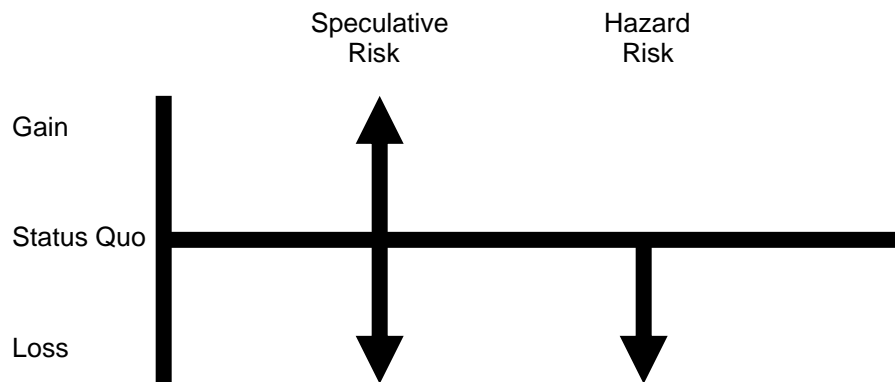 Speculative
Risk
Hazard
Risk
Gain
Status Quo
Loss